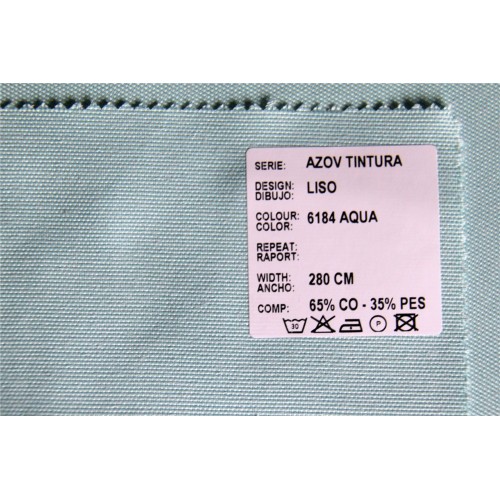 SERIE: AZOV TINTURA
DESIGN: LISO
DIBUJO:
COLOUR: 6184 AQUA
COLOR:
REPEAT:
RAPORT:
WIDTH: 280 CM
ANCHO:
COMP: 65% CO - 35% PES
30 P